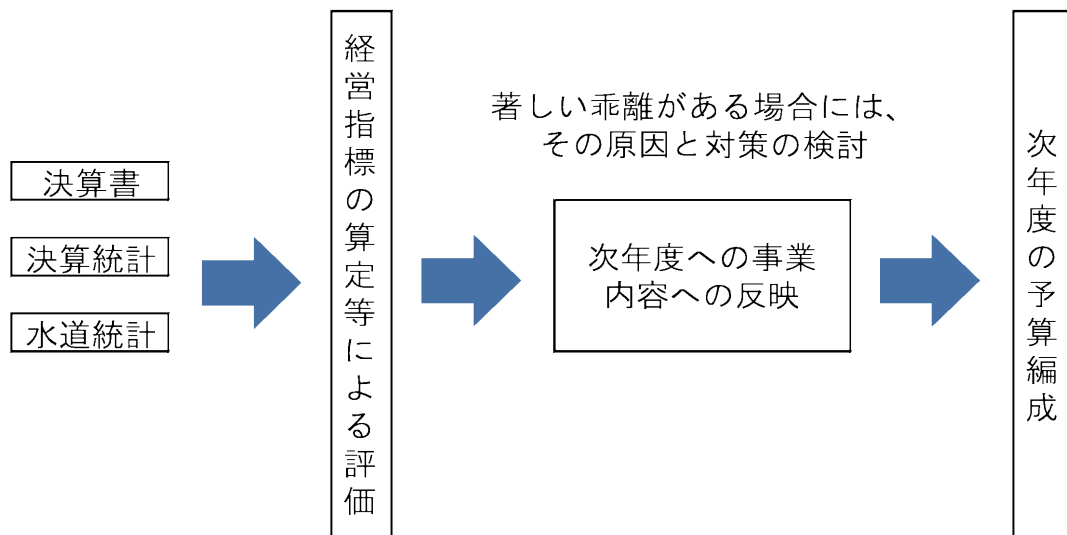 決算書
決算統計
水道統計
経営指標の算定等による評価
著しい乖離がある場合には、
その原因と対策の検討
次年度への事業
内容への反映
次年度の予算編成